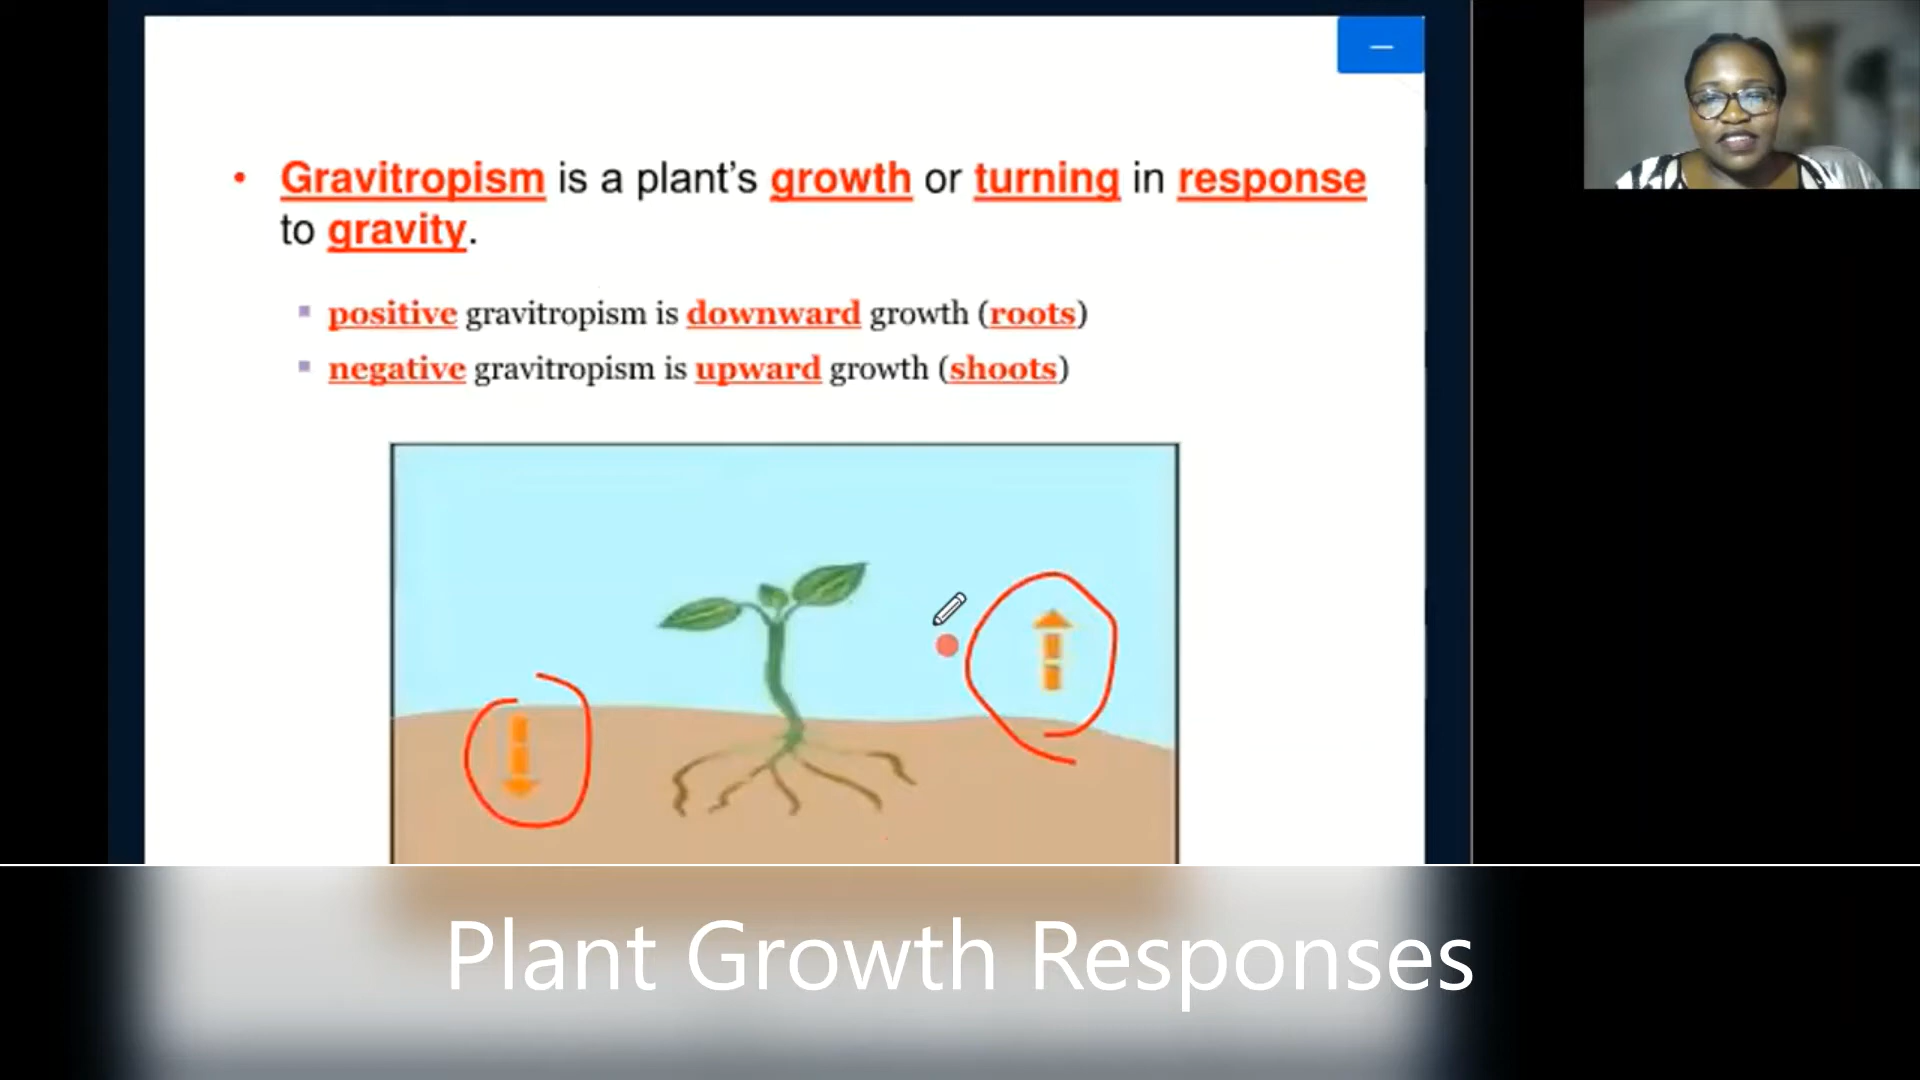 • Gravitropism is a plant’s growth or turning in response
to gravity.
▪ positive gravitropism is downward growth (roots)
▪ negative gravitropism is upward growth (shoots)
Plant Growth Responses